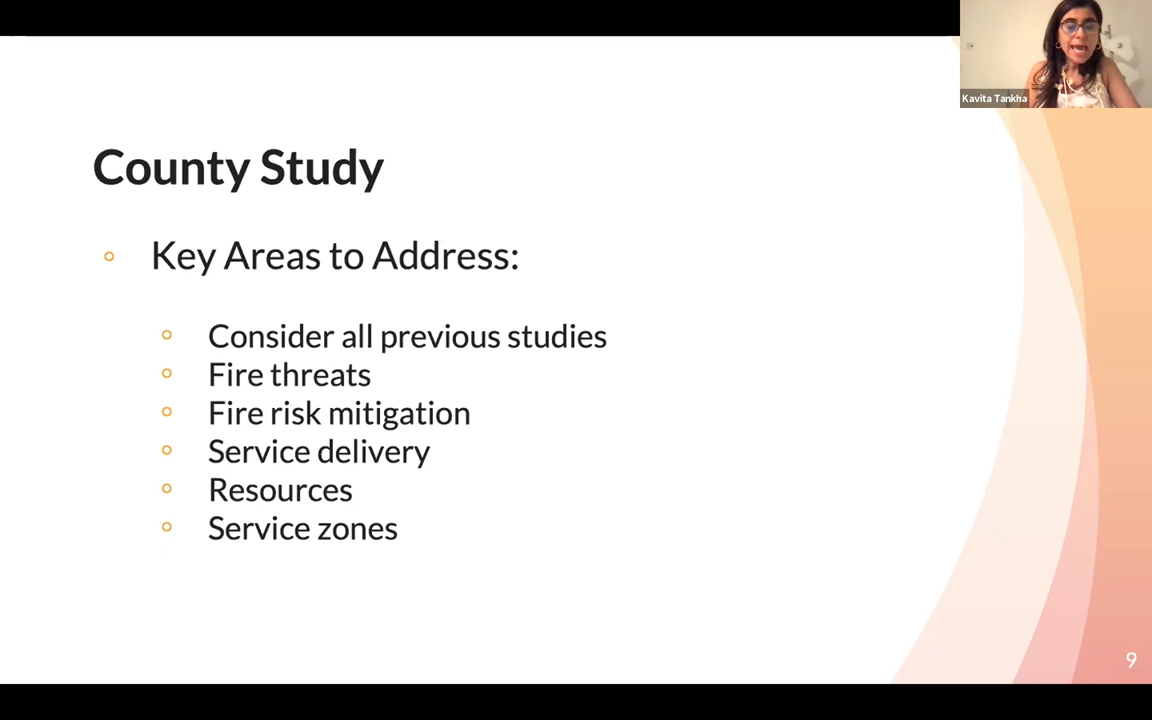 Kavita Tankha
County Study
Key Areas to Address:
Consider all previous studies
Fire threats
Fire risk mitigation
Service delivery
Resources
Service zones
9